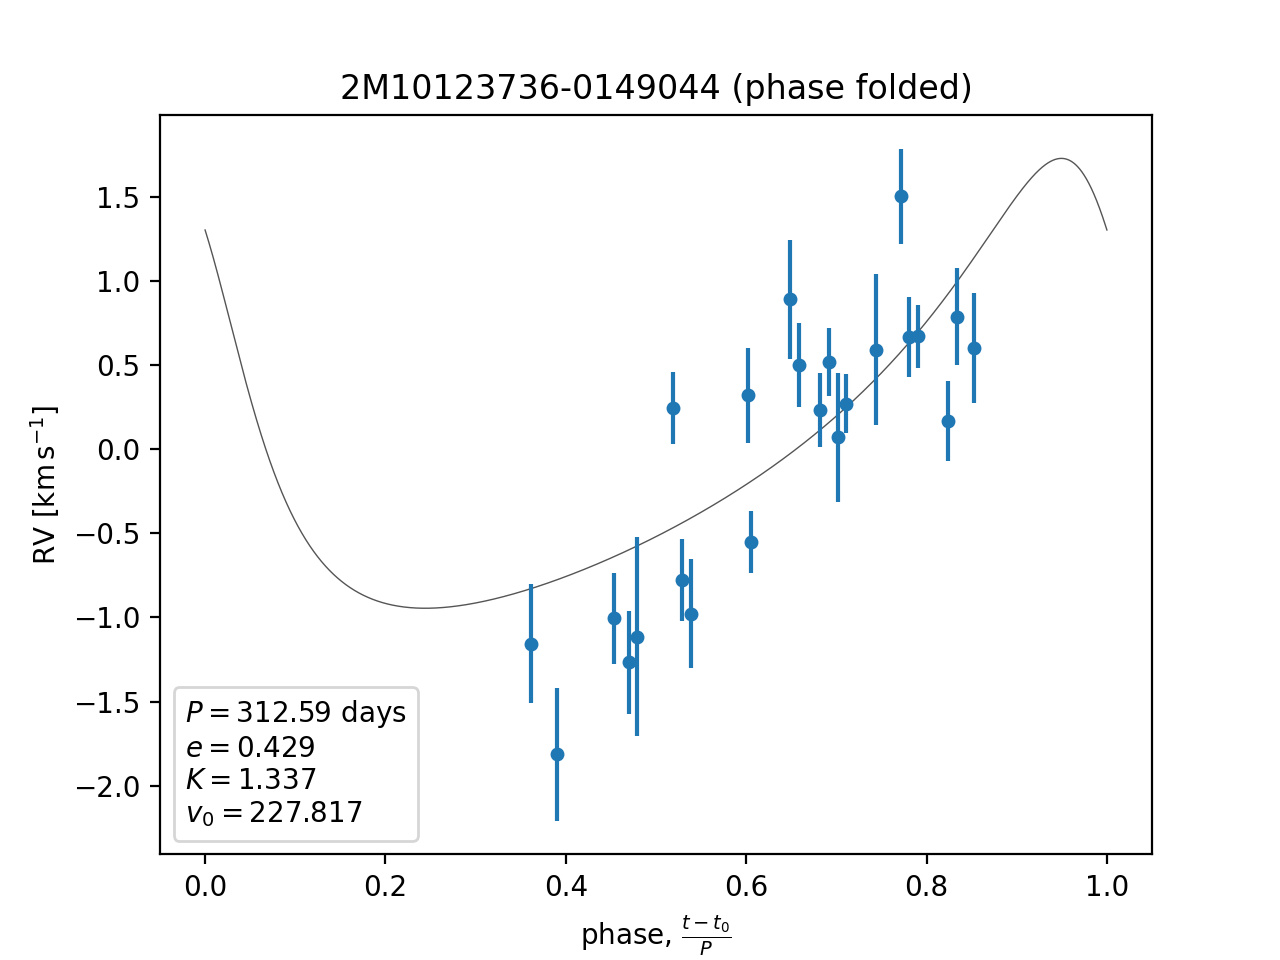 2M10123736-0149044 (phase folded)
RV [km s⁻¹]
1.5
1.0
0.5
0.0
−0.5
−1.0
−1.5
−2.0
P = 312.59 days
e = 0.429
K = 1.337
v₀ = 227.817
0.0 0.2 0.4 0.6 0.8 1.0
phase, (t − t₀)/P